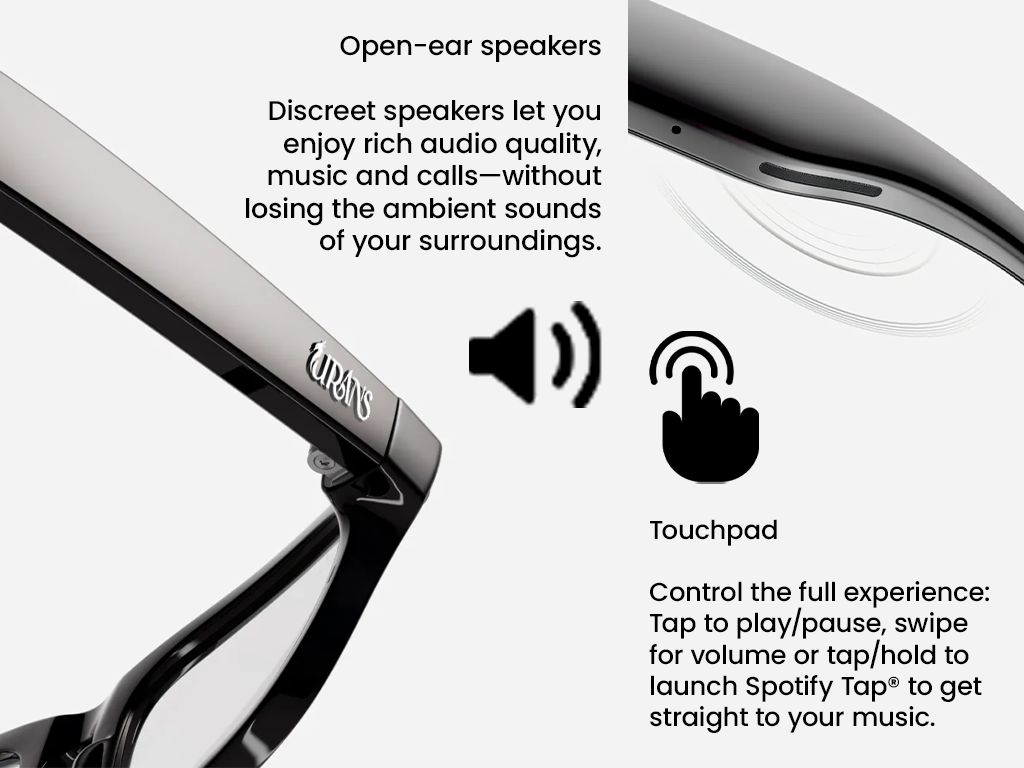 Open-ear speakers
Discreet speakers let you
enjoy rich audio quality,
music and calls—without
losing the ambient sounds
of your surroundings.
URANS
Touchpad
Control the full experience:
Tap to play/pause, swipe
for volume or tap/hold to
launch Spotify Tap® to get
straight to your music.